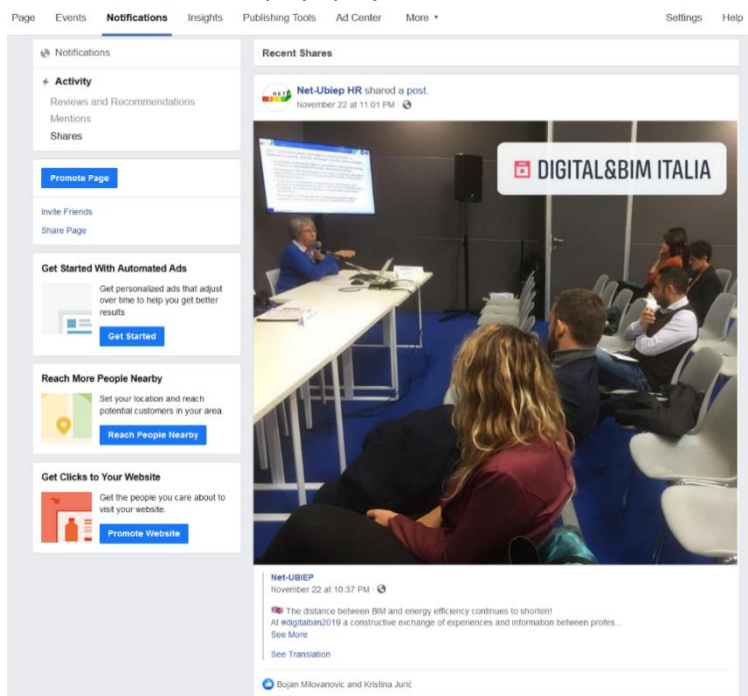 Page Events Notifications Insights Publishing Tools Ad Center More Settings Help
Notifications
Activity
Reviews and Recommendations
Mentions
Shares
Promote Page
Invite Friends
Share Page
Get Started With Automated Ads
Get personalized ads that adjust
over time to help you get better
results
Get Started
Reach More People Nearby
Set your location and reach
potential customers in your area.
Reach People Nearby
Get Clicks to Your Website
Get the people you care about to
visit your website.
Promote Website
Recent Shares
Net-Ubiep HR shared a post.
November 22 at 11:01 PM ·
NET
DIGITAL&BIM ITALIA
Net-UBIEP
November 22 at 10:37 PM ·
The distance between BIM and energy efficiency continues to shorten!
At #digitalbim2019 a constructive exchange of experiences and information between profes...
See More
See Translation
Bojan Milovanovic and Kristina Jurić